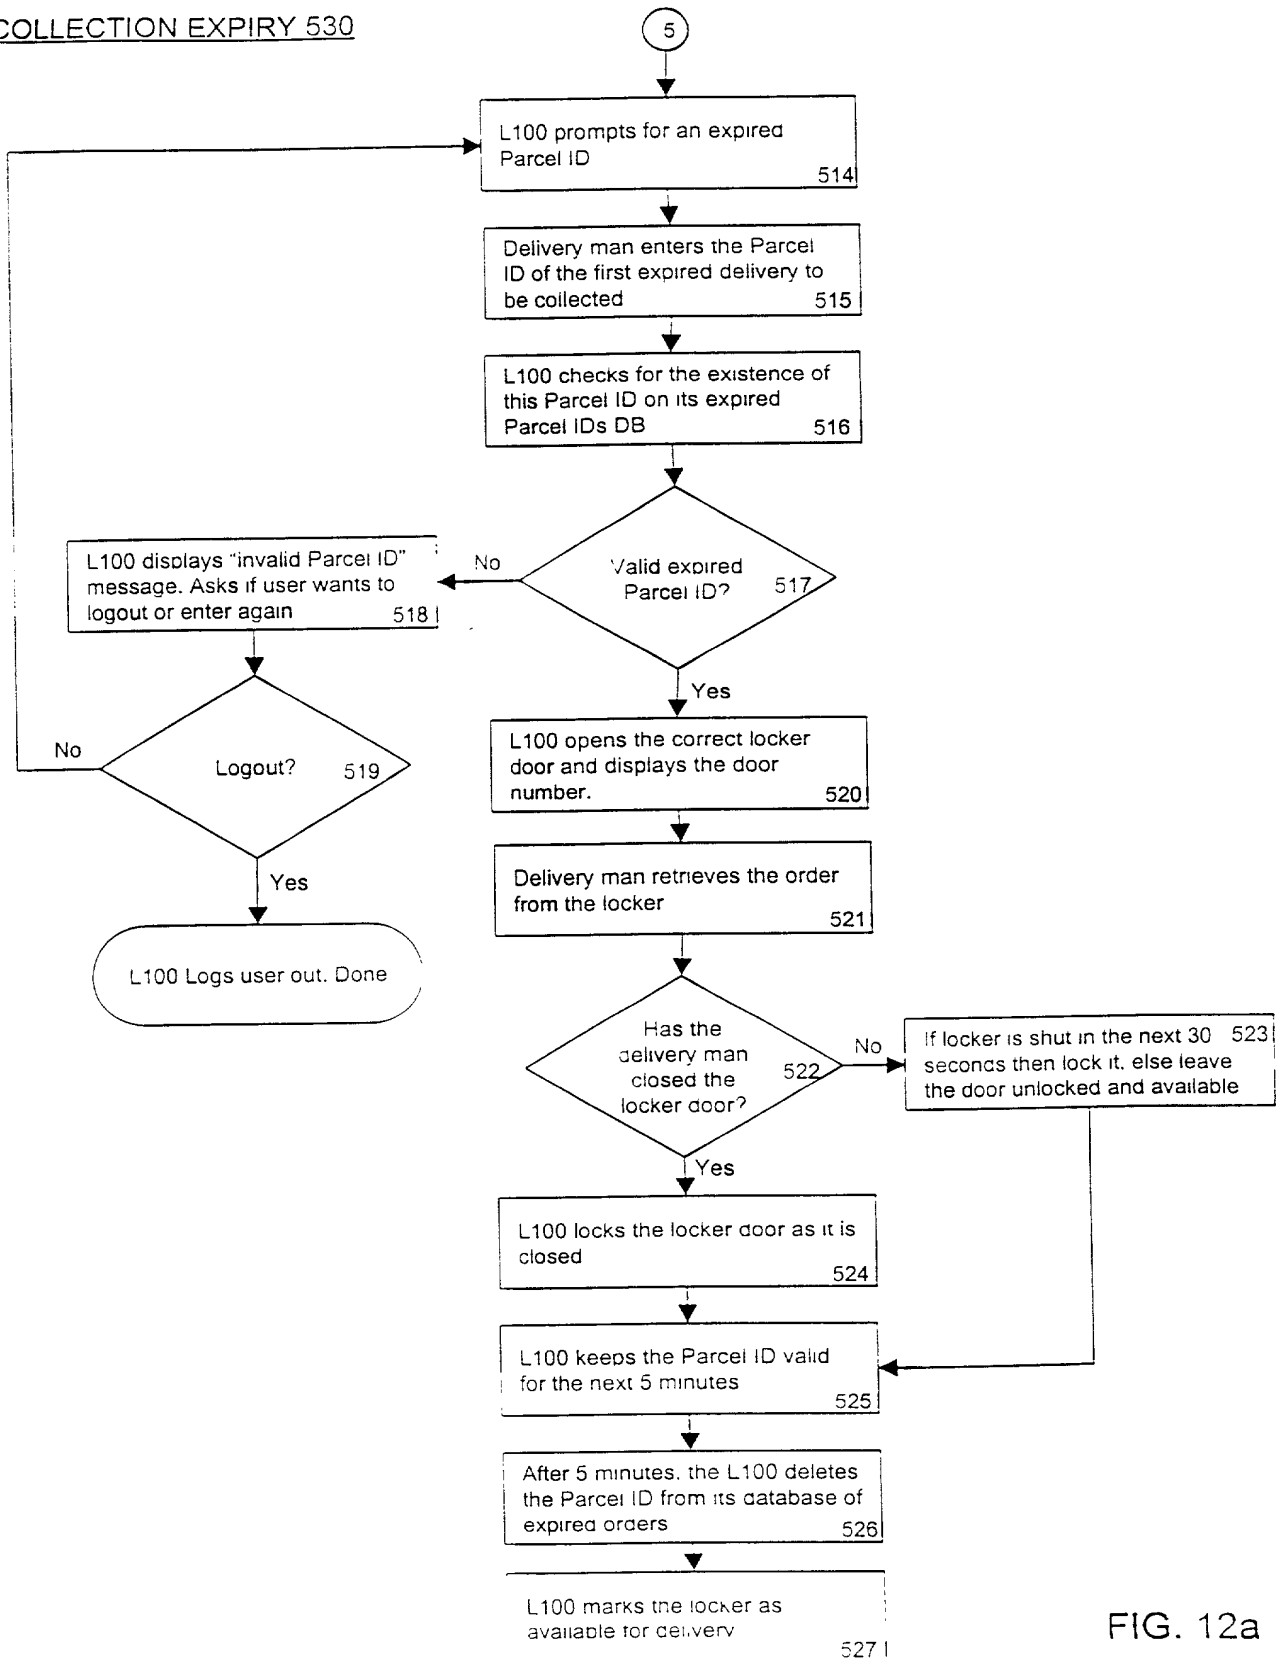 COLLECTION EXPIRY 530
5
L100 prompts for an expired
Parcel ID
514
Delivery man enters the Parcel
ID of the first expired delivery to
be collected 515
L100 checks for the existence of
this Parcel ID on its expired
Parcel IDs DB 516
Valid expired
Parcel ID? 517
No
L100 displays "invalid Parcel ID"
message. Asks if user wants to
logout or enter again 518
Yes
No
Logout? 519
Yes
L100 Logs user out. Done
L100 opens the correct locker
door and displays the door
number. 520
Delivery man retrieves the order
from the locker
521
Has the
delivery man
closed the
locker door?
522
No
If locker is shut in the next 30 523
seconds then lock it, else leave
the door unlocked and available
Yes
L100 locks the locker door as it is
closed
524
L100 keeps the Parcel ID valid
for the next 5 minutes
525
After 5 minutes, the L100 deletes
the Parcel ID from its database of
expired orders 526
L100 marks the locker as
available for delivery
527
FIG. 12a